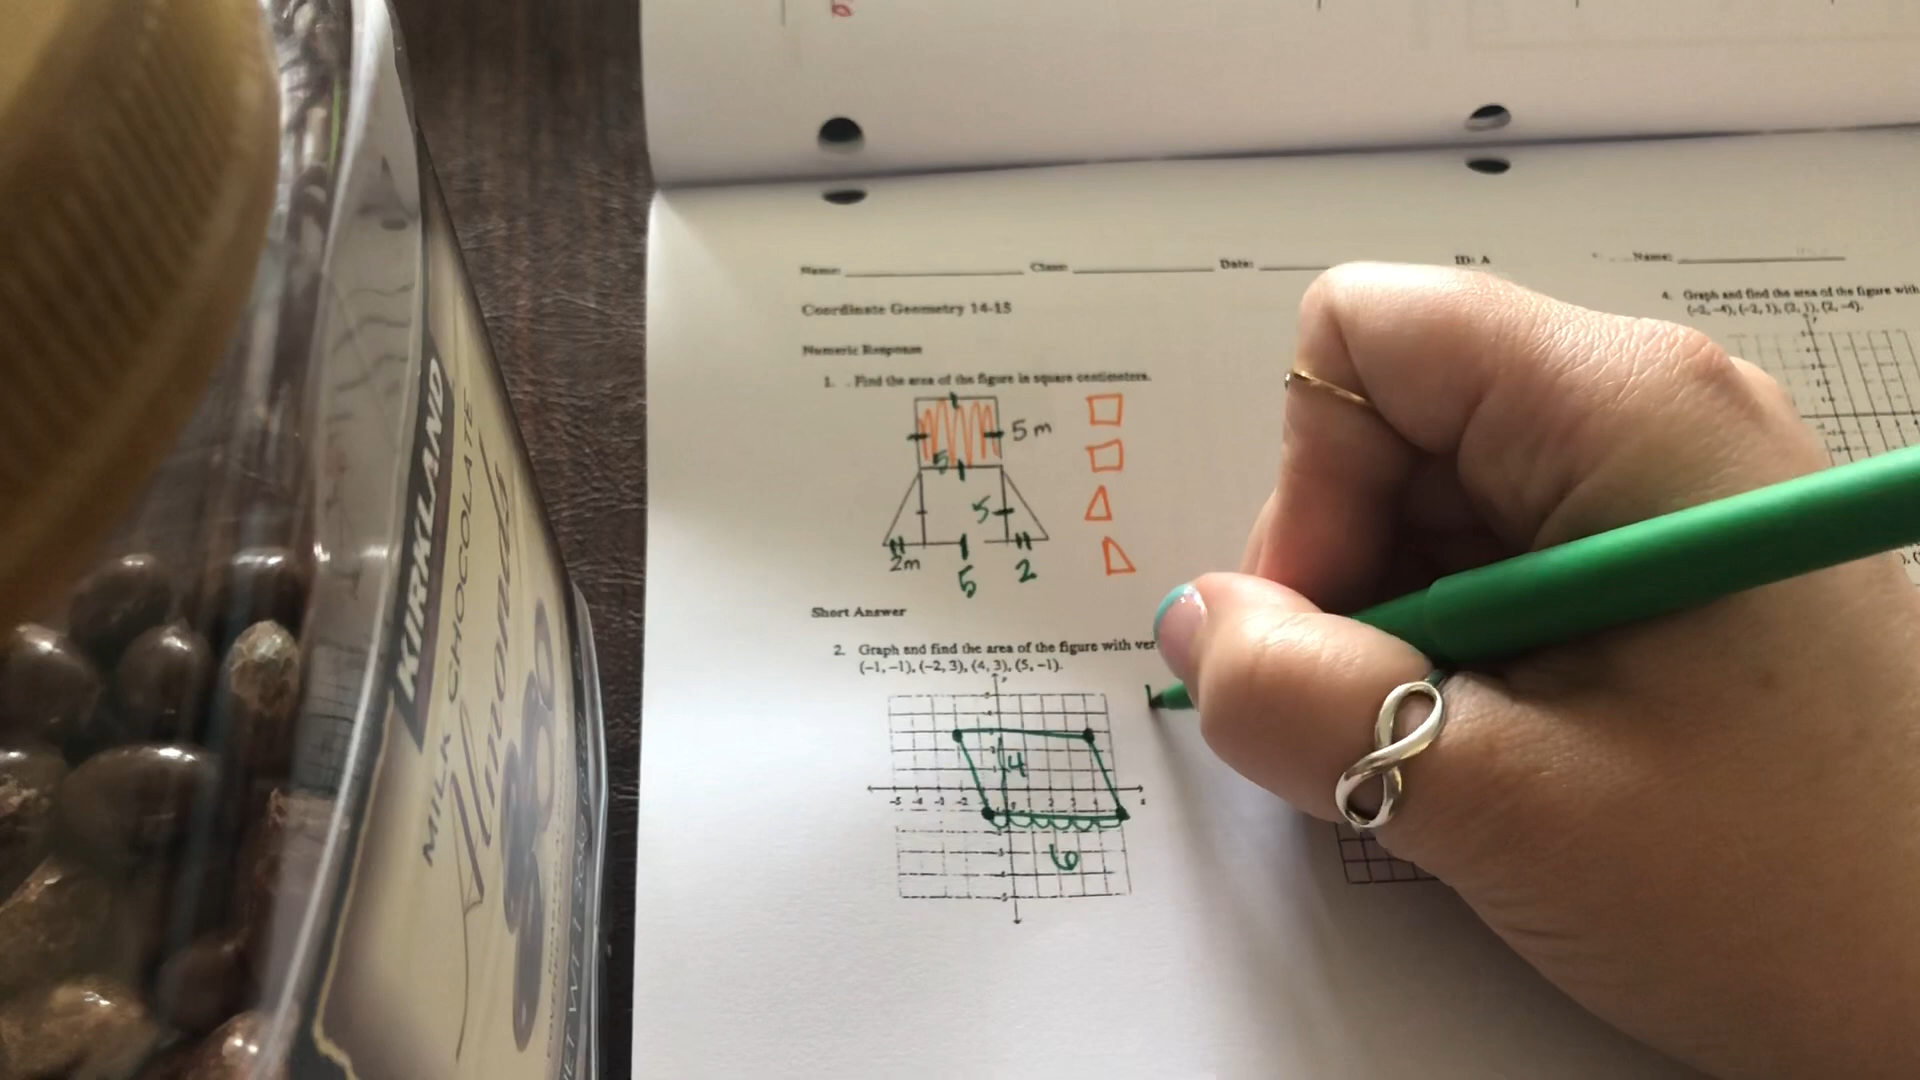 KIRKLAND
MILK CHOCOLATE
Almonds
Name: Class: Date: ID: A
Coordinate Geometry 14-15
Numeric Response
1. . Find the area of the figure in square centimeters.
5 m
5
5
2m 5 2
Short Answer
2. Graph and find the area of the figure with ver
(-1, -1), (-2, 3), (4, 3), (5, -1).
4
6
Name:
4. Graph and find the area of the figure with
(-2, 1), (2, 1), (2, -4).